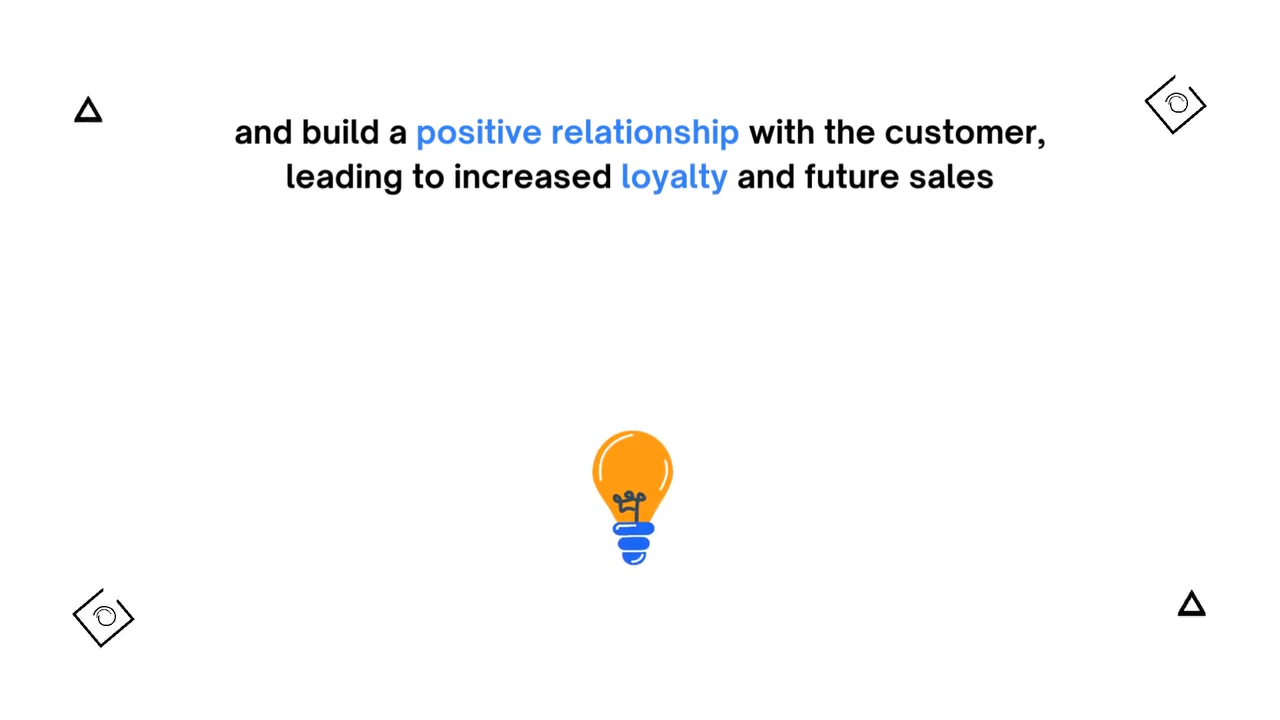 and build a positive relationship with the customer,
leading to increased loyalty and future sales